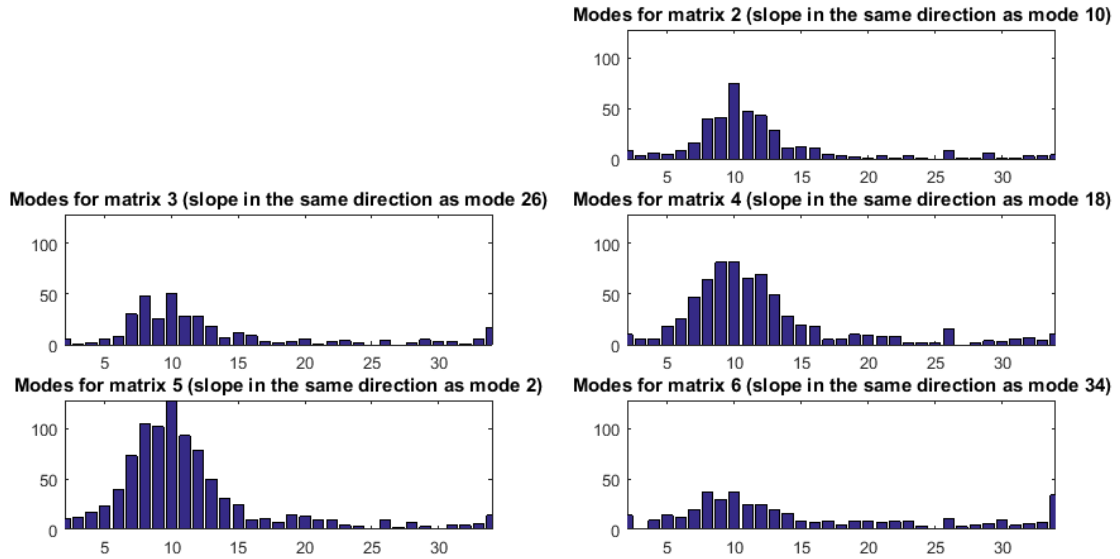 Modes for matrix 2 (slope in the same direction as mode 10)
100
50
0
5 10 15 20 25 30
Modes for matrix 3 (slope in the same direction as mode 26)
100
50
0
5 10 15 20 25 30
Modes for matrix 4 (slope in the same direction as mode 18)
100
50
0
5 10 15 20 25 30
Modes for matrix 5 (slope in the same direction as mode 2)
100
50
0
5 10 15 20 25 30
Modes for matrix 6 (slope in the same direction as mode 34)
100
50
0
5 10 15 20 25 30